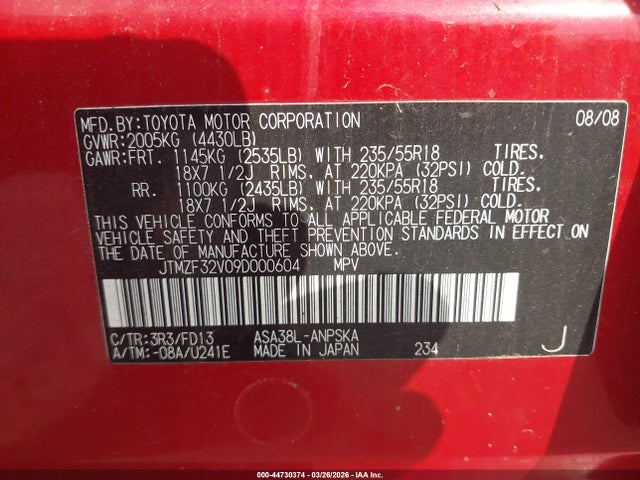 MFD.BY:TOYOTA MOTOR CORPORATION 08/08
GVWR:2005KG (4430LB)
GAWR:FRT. 1145KG (2535LB) WITH 235/55R18 TIRES,
18X7 1/2J RIMS, AT 220KPA (32PSI) COLD.
RR. 1100KG (2435LB) WITH 235/55R18 TIRES,
18X7 1/2J RIMS, AT 220KPA (32PSI) COLD.
THIS VEHICLE CONFORMS TO ALL APPLICABLE FEDERAL MOTOR
VEHICLE SAFETY AND THEFT PREVENTION STANDARDS IN EFFECT ON
THE DATE OF MANUFACTURE SHOWN ABOVE.
JTMZF32V09D000604 MPV
C/TR:3R3/FD13 ASA38L-ANPSKA
A/TM:-08A/U241E MADE IN JAPAN 234 J
000-44730374 | 03/26/2026 - IAA Inc.